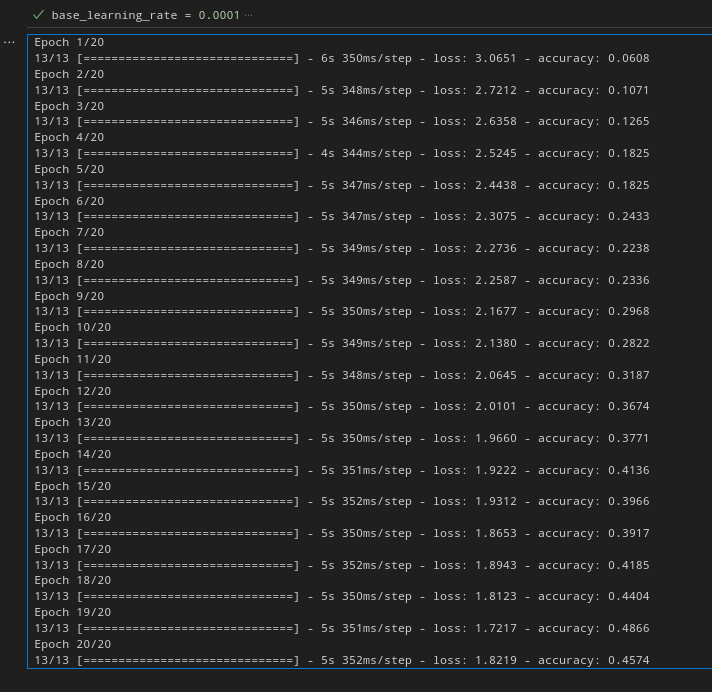 base_learning_rate = 0.0001 ...
Epoch 1/20
13/13 [==============================] - 6s 350ms/step - loss: 3.0651 - accuracy: 0.0608
Epoch 2/20
13/13 [==============================] - 5s 348ms/step - loss: 2.7212 - accuracy: 0.1071
Epoch 3/20
13/13 [==============================] - 5s 346ms/step - loss: 2.6358 - accuracy: 0.1265
Epoch 4/20
13/13 [==============================] - 4s 344ms/step - loss: 2.5245 - accuracy: 0.1825
Epoch 5/20
13/13 [==============================] - 5s 347ms/step - loss: 2.4438 - accuracy: 0.1825
Epoch 6/20
13/13 [==============================] - 5s 347ms/step - loss: 2.3075 - accuracy: 0.2433
Epoch 7/20
13/13 [==============================] - 5s 349ms/step - loss: 2.2736 - accuracy: 0.2238
Epoch 8/20
13/13 [==============================] - 5s 349ms/step - loss: 2.2587 - accuracy: 0.2336
Epoch 9/20
13/13 [==============================] - 5s 350ms/step - loss: 2.1677 - accuracy: 0.2968
Epoch 10/20
13/13 [==============================] - 5s 349ms/step - loss: 2.1380 - accuracy: 0.2822
Epoch 11/20
13/13 [==============================] - 5s 348ms/step - loss: 2.0645 - accuracy: 0.3187
Epoch 12/20
13/13 [==============================] - 5s 350ms/step - loss: 2.0101 - accuracy: 0.3674
Epoch 13/20
13/13 [==============================] - 5s 350ms/step - loss: 1.9660 - accuracy: 0.3771
Epoch 14/20
13/13 [==============================] - 5s 351ms/step - loss: 1.9222 - accuracy: 0.4136
Epoch 15/20
13/13 [==============================] - 5s 352ms/step - loss: 1.9312 - accuracy: 0.3966
Epoch 16/20
13/13 [==============================] - 5s 350ms/step - loss: 1.8653 - accuracy: 0.3917
Epoch 17/20
13/13 [==============================] - 5s 352ms/step - loss: 1.8943 - accuracy: 0.4185
Epoch 18/20
13/13 [==============================] - 5s 350ms/step - loss: 1.8123 - accuracy: 0.4404
Epoch 19/20
13/13 [==============================] - 5s 351ms/step - loss: 1.7217 - accuracy: 0.4866
Epoch 20/20
13/13 [==============================] - 5s 352ms/step - loss: 1.8219 - accuracy: 0.4574